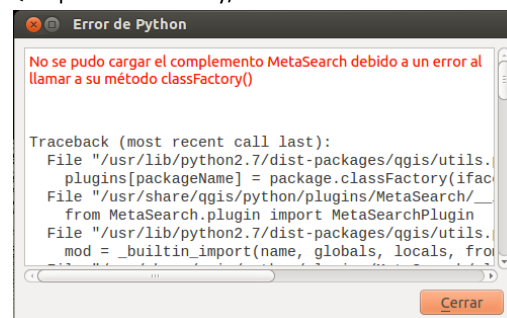 Error de Python
No se pudo cargar el complemento MetaSearch debido a un error al
llamar a su método classFactory()
Traceback (most recent call last):
File "/usr/lib/python2.7/dist-packages/qgis/utils.
plugins[packageName] = package.classFactory(iface
File "/usr/share/qgis/python/plugins/MetaSearch/__
from MetaSearch.plugin import MetaSearchPlugin
File "/usr/lib/python2.7/dist-packages/qgis/utils.
mod = _builtin_import(name, globals, locals, from
Cerrar